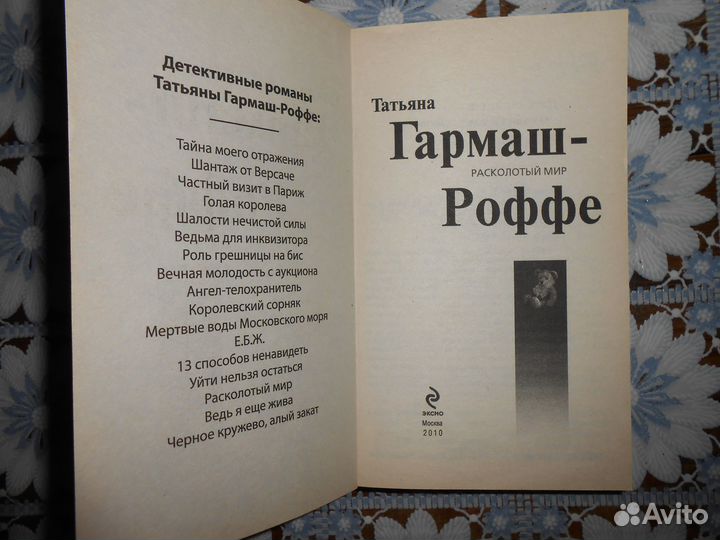 Детективные романы
Татьяны Гармаш-Роффе:
Тайна моего отражения
Шантаж от Версаче
Частный визит в Париж
Голая королева
Шалости нечистой силы
Ведьма для инквизитора
Роль грешницы на бис
Вечная молодость с аукциона
Ангел-телохранитель
Королевский сорняк
Мертвые воды Московского моря
Е.Б.Ж.
13 способов ненавидеть
Уйти нельзя остаться
Расколотый мир
Ведь я еще жива
Черное кружево, алый закат
Татьяна
Гармаш-
РАСКОЛОТЫЙ МИР
Роффе
эксмо
Москва
2010
Avito